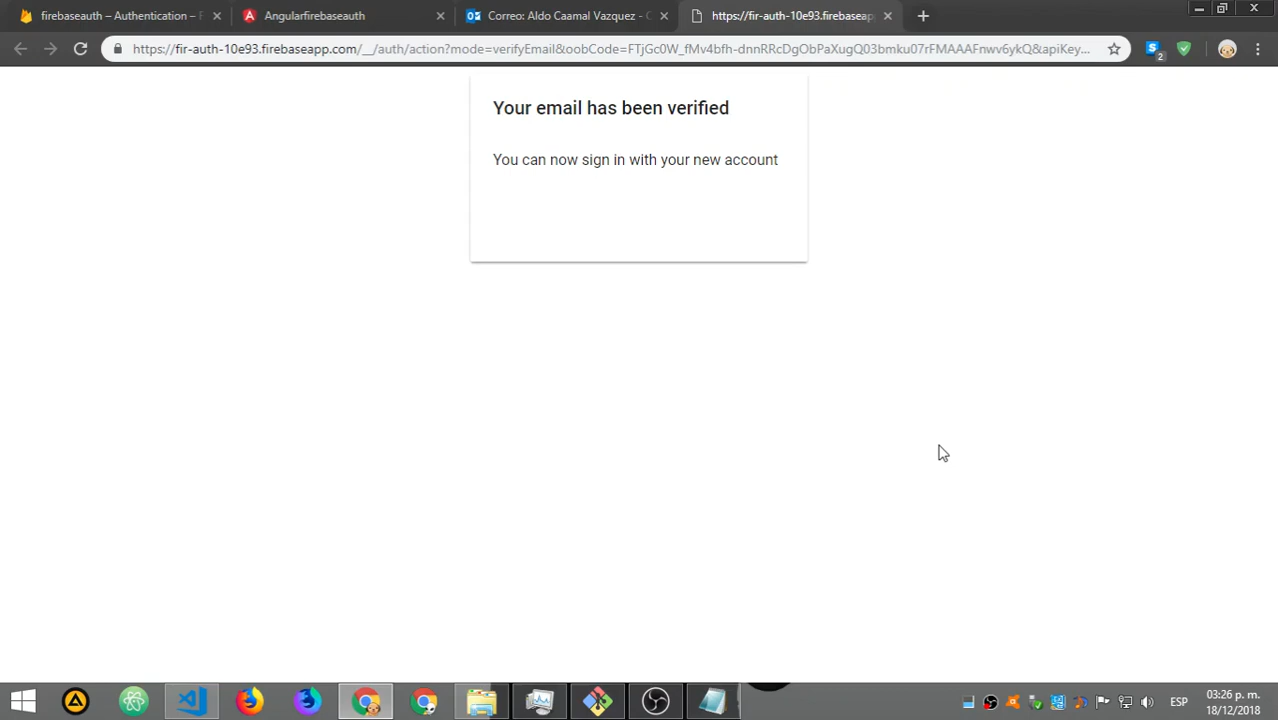 firebaseauth – Authentication – F
Angularfirebaseauth
Correo: Aldo Caamal Vazquez - O
https://fir-auth-10e93.firebaseapp
https://fir-auth-10e93.firebaseapp.com/__/auth/action?mode=verifyEmail&oobCode=FTjGc0W_fMv4bfh-dnnRRcDgObPaXugQ03bmku07rFMAAAFnwv6ykQ&apiKey...
2
Your email has been verified
You can now sign in with your new account
ESP
03:26 p. m.
18/12/2018